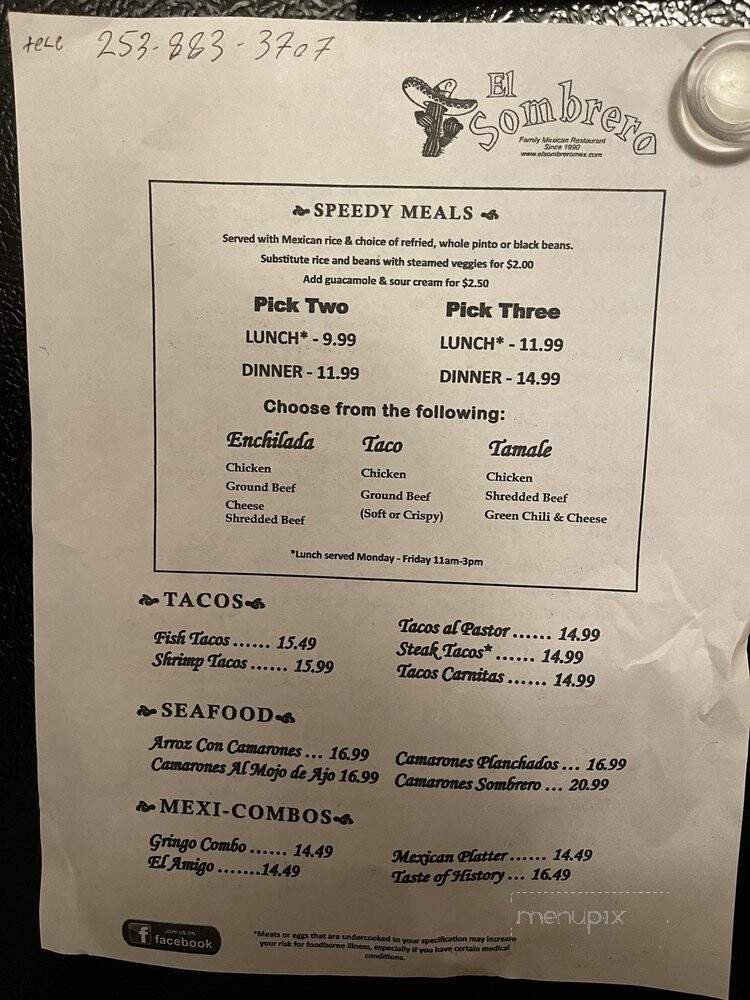 tele 253-883-3707
El
Sombrero
Family Mexican Restaurant
Since 1990
www.elsombreromex.com
SPEEDY MEALS
Served with Mexican rice & choice of refried, whole pinto or black beans.
Substitute rice and beans with steamed veggies for $2.00
Add guacamole & sour cream for $2.50
Pick Two
LUNCH* - 9.99
DINNER - 11.99
Pick Three
LUNCH* - 11.99
DINNER - 14.99
Choose from the following:
Enchilada
Chicken
Ground Beef
Cheese
Shredded Beef
Taco
Chicken
Ground Beef
(Soft or Crispy)
Tamale
Chicken
Shredded Beef
Green Chili & Cheese
*Lunch served Monday - Friday 11am-3pm
TACOS
Fish Tacos ...... 15.49
Shrimp Tacos ...... 15.99
Tacos al Pastor ...... 14.99
Steak Tacos* ...... 14.99
Tacos Carnitas ...... 14.99
SEAFOOD
Arroz Con Camarones ... 16.99
Camarones Al Mojo de Ajo 16.99
Camarones Planchados ... 16.99
Camarones Sombrero ... 20.99
MEXI-COMBOS
Gringo Combo ...... 14.49
El Amigo .......14.49
Mexican Platter ...... 14.49
Taste of History ... 16.49
JOIN US ON
f facebook
*Meats or eggs that are undercooked to your specification may increase
your risk for foodborne illness, especially if you have certain medical
conditions.
menupix